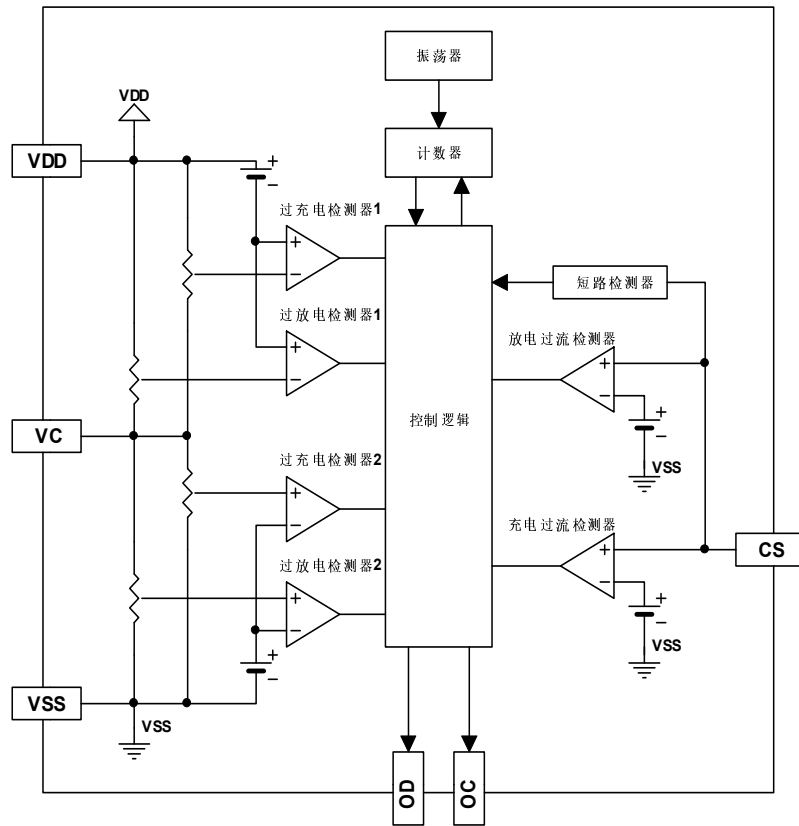 振荡器
VDD
计数器
VDD
+
−
过充电检测器1
+
−
短路检测器
过放电检测器1
放电过流检测器
+
−
+
−
控制逻辑
+
−
VC
过充电检测器2
VSS
+
−
充电过流检测器
+
−
CS
过放电检测器2
+
−
+
−
+
−
VSS
VSS
VSS
OD
OC